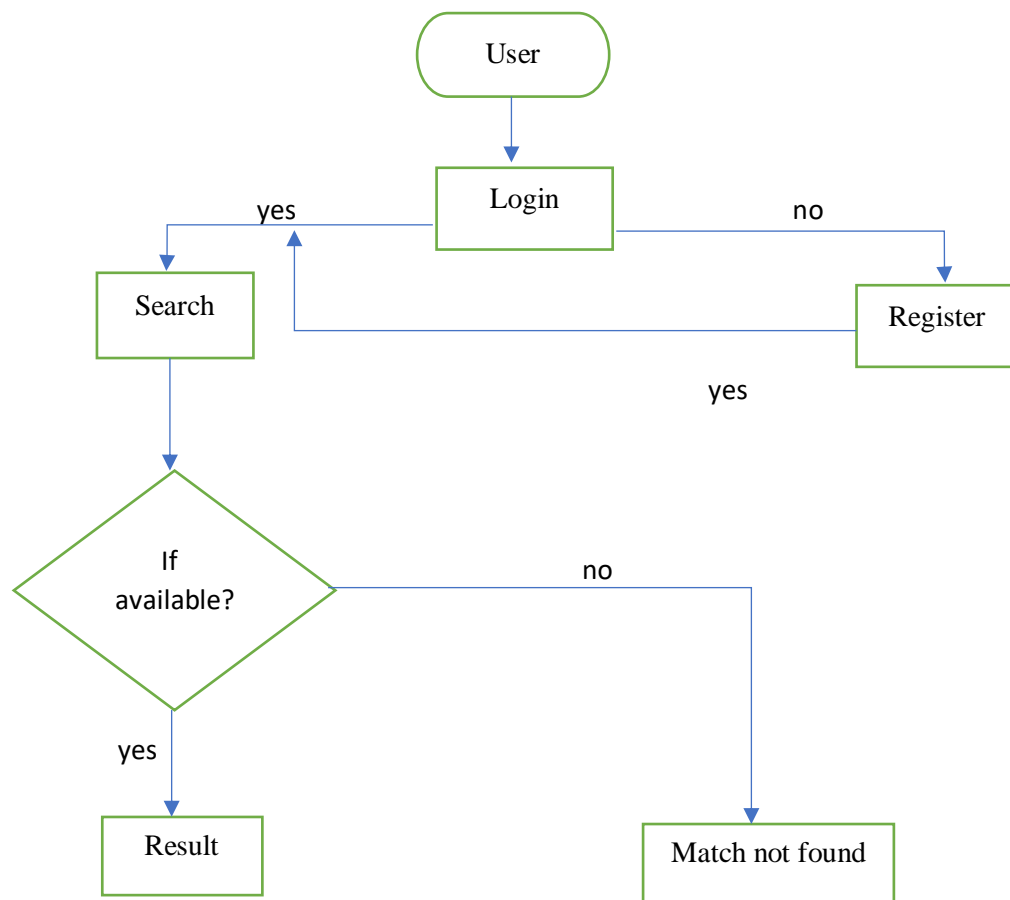 User
Login
yes
no
Search
Register
yes
If
available?
no
yes
Result
Match not found